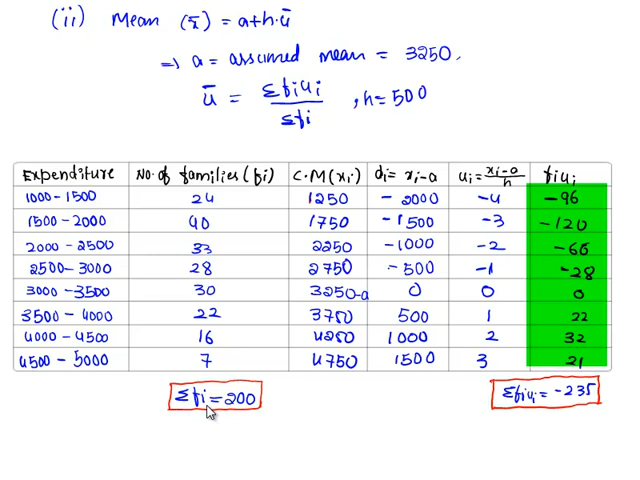 (ii) Mean (x̄) = a+h.ū
⇒ a = assumed mean = 3250.
ū = Σfiui / Σfi , h=500
Expenditure No. of families (fi) C.M (xi) di = xi-a ui = xi-a/h fiui
1000-1500 24 1250 -2000 -4 -96
1500-2000 40 1750 -1500 -3 -120
2000-2500 33 2250 -1000 -2 -66
2500-3000 28 2750 -500 -1 -28
3000-3500 30 3250-a 0 0 0
3500-4000 22 3750 500 1 22
4000-4500 16 4250 1000 2 32
4500-5000 7 4750 1500 3 21
Σfi = 200 Σfiui = -235